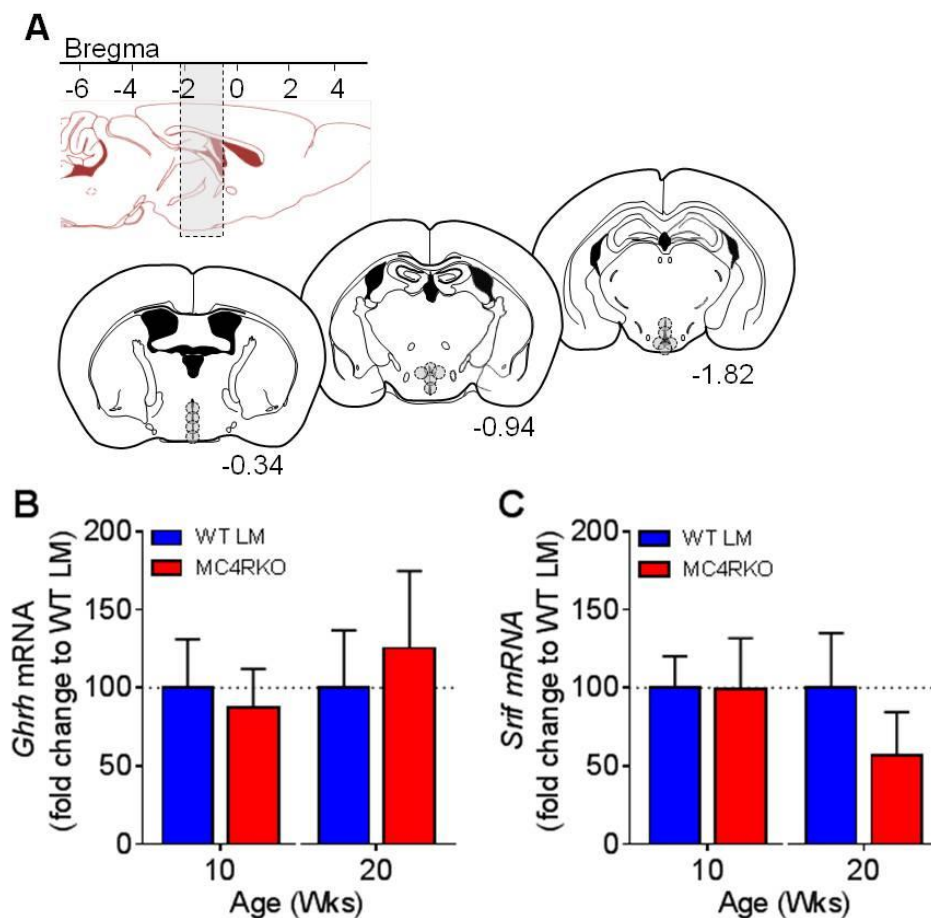 A
Bregma
-6 -4 -2 0 2 4
-0.34
-0.94
-1.82
B
WT LM
MC4RKO
Ghrh mRNA
(fold change to WT LM)
200
150
100
50
0
10 20
Age (Wks)
C
WT LM
MC4RKO
Srif mRNA
(fold change to WT LM)
200
150
100
50
0
10 20
Age (Wks)